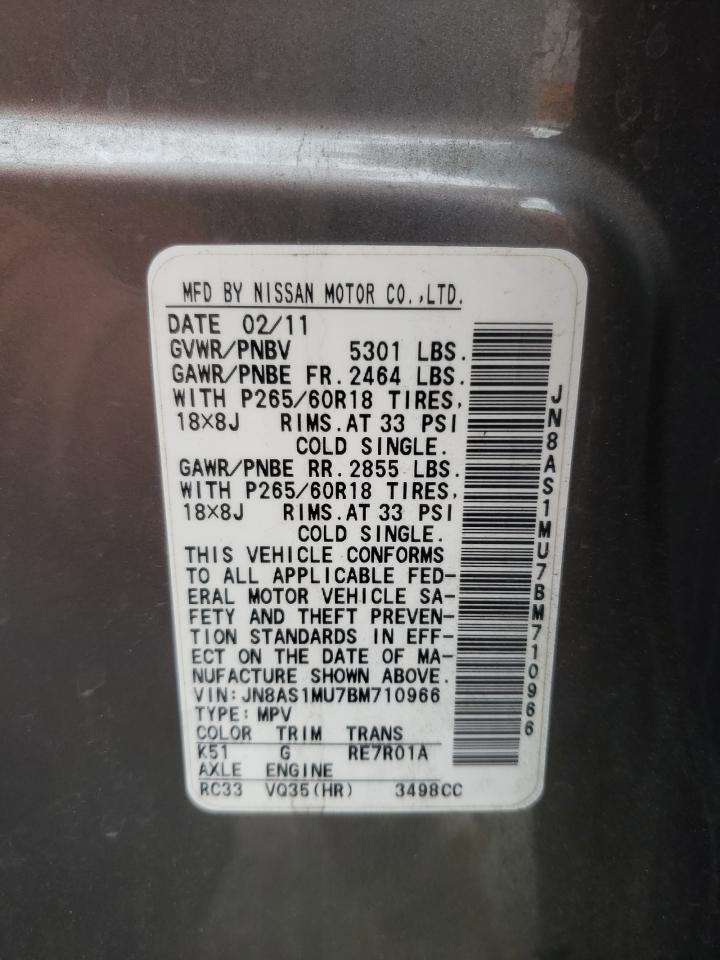 MFD BY NISSAN MOTOR CO.,LTD.
DATE 02/11
GVWR/PNBV 5301 LBS.
GAWR/PNBE FR. 2464 LBS.
WITH P265/60R18 TIRES,
18×8J RIMS. AT 33 PSI
COLD SINGLE.
GAWR/PNBE RR. 2855 LBS.
WITH P265/60R18 TIRES,
18×8J RIMS. AT 33 PSI
COLD SINGLE.
THIS VEHICLE CONFORMS
TO ALL APPLICABLE FED-
ERAL MOTOR VEHICLE SA-
FETY AND THEFT PREVEN-
TION STANDARDS IN EFF-
ECT ON THE DATE OF MA-
NUFACTURE SHOWN ABOVE.
VIN: JN8AS1MU7BM710966
TYPE: MPV
COLOR TRIM TRANS
K51 G RE7R01A
AXLE ENGINE
RC33 VQ35(HR) 3498CC
JN8AS1MU7BM710966